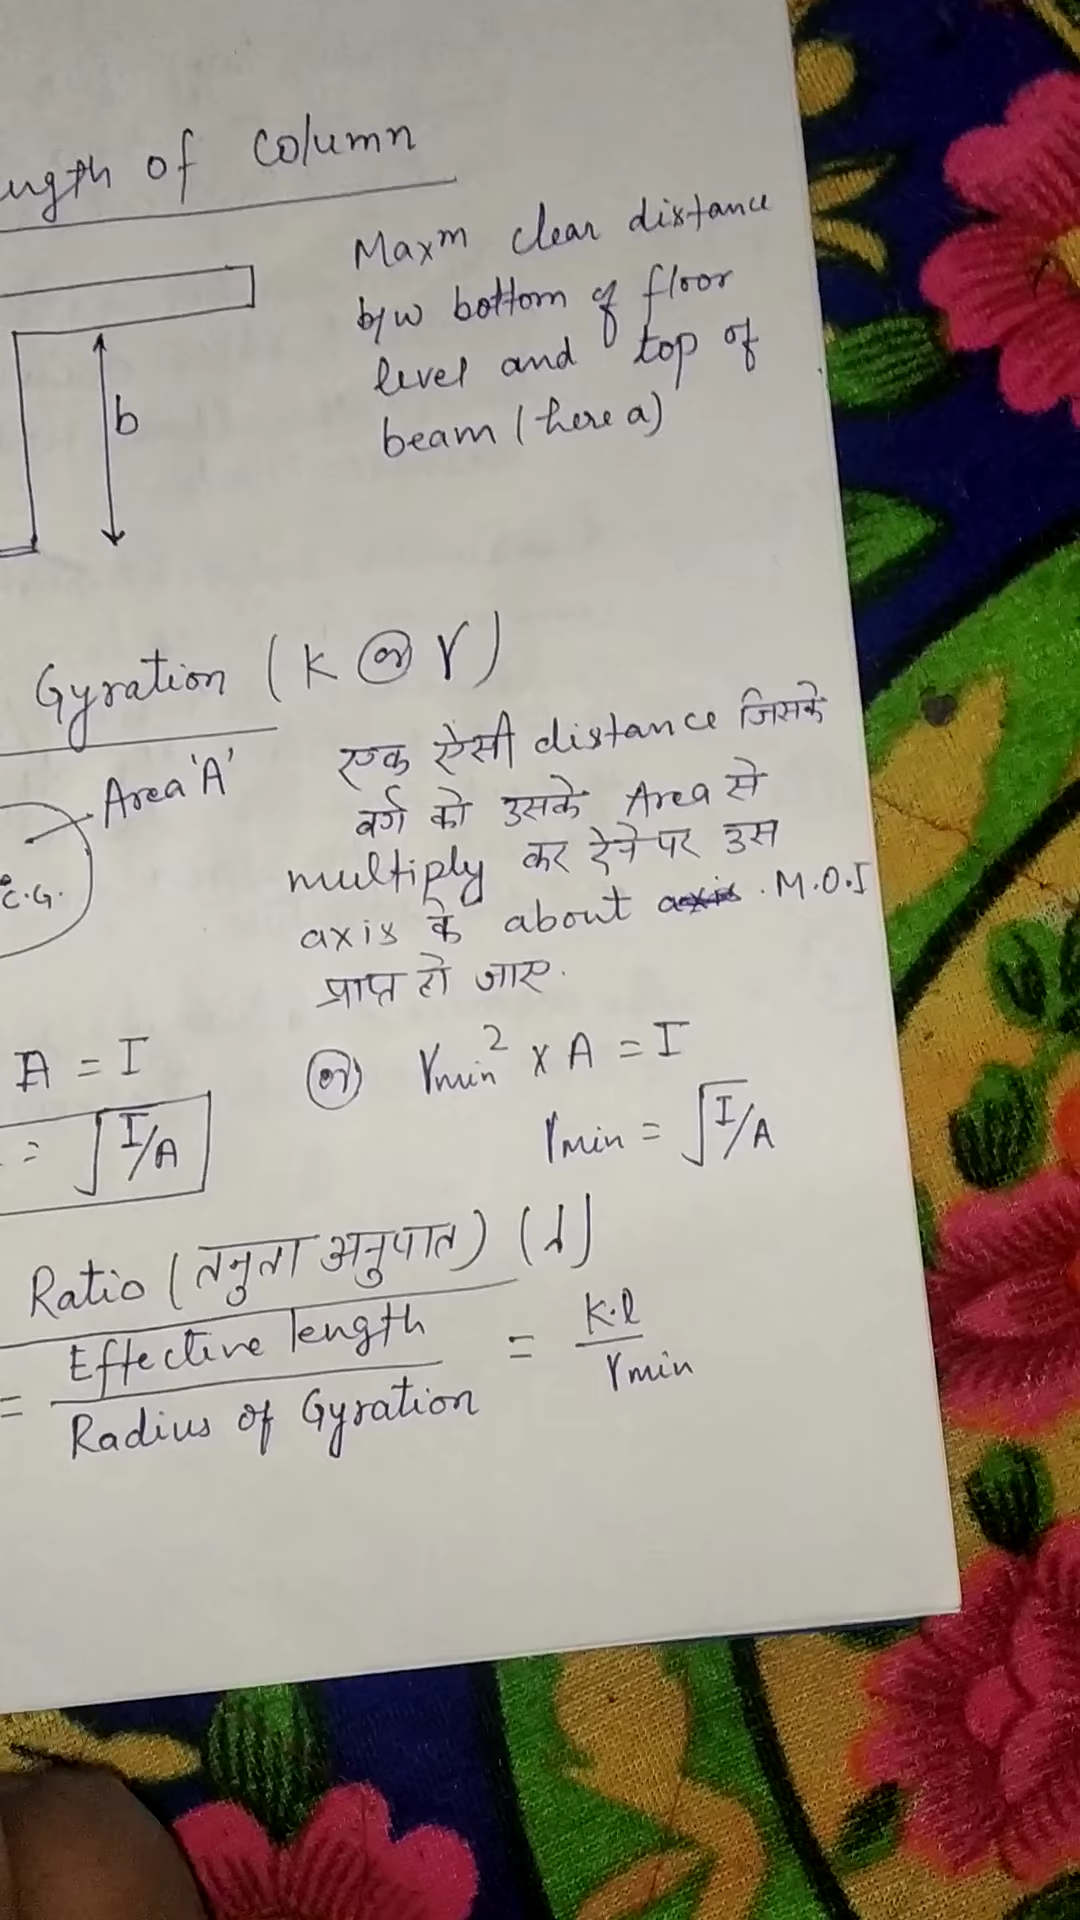 ength of Column
Maxm clear distance
b/w bottom of floor
level and top of
beam (here a)
b
Gyration (K or r)
एक ऐसी distance जिसके
वर्ग को उसके Area से
multiply कर देने पर उस
axis के about M.O.I
प्राप्त हो जाए.
Area 'A'
C.G.
A = I
= √I/A
or rmin² x A = I
rmin = √I/A
Ratio (तनुता अनुपात) (λ)
= Effective length / Radius of Gyration = K.l / rmin